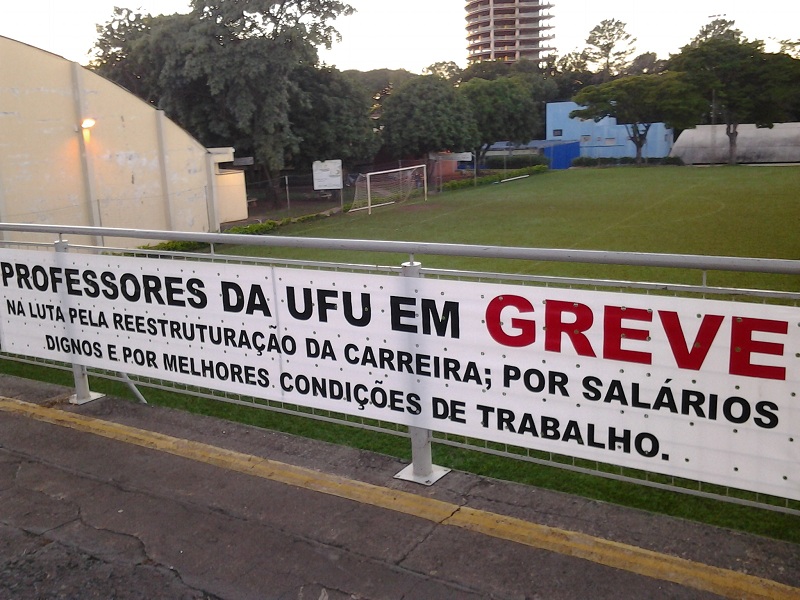 PROFESSORES DA UFU EM GREVE
NA LUTA PELA REESTRUTURAÇÃO DA CARREIRA; POR SALÁRIOS
DIGNOS E POR MELHORES CONDIÇÕES DE TRABALHO.